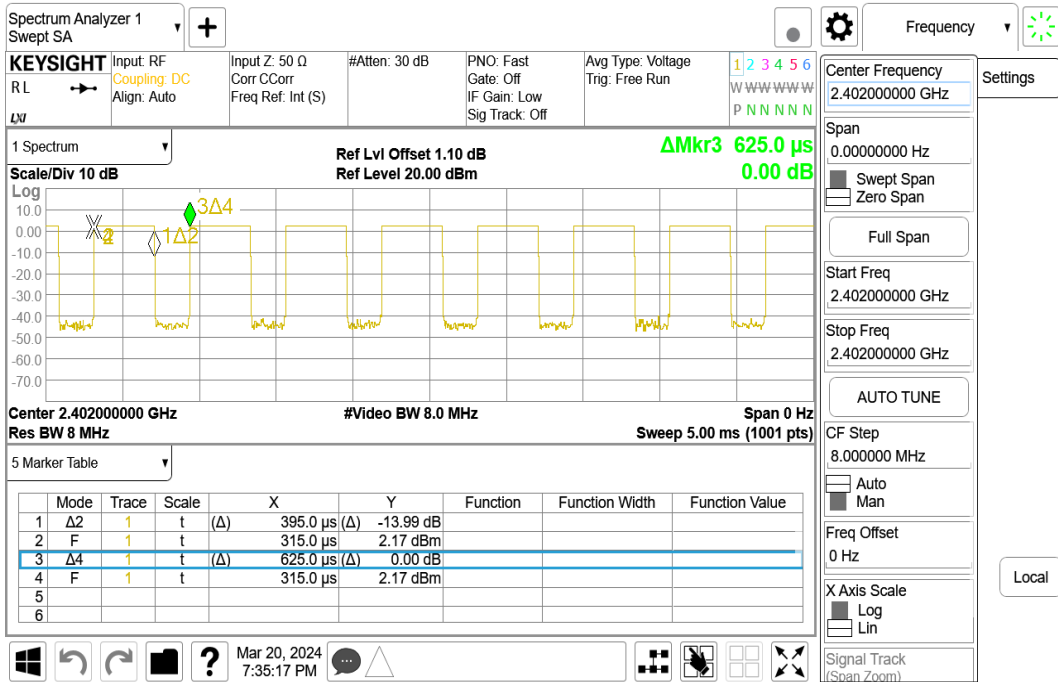 Spectrum Analyzer 1
Swept SA
+
Frequency
KEYSIGHT
R L
LXI
Input: RF
Coupling: DC
Align: Auto
Input Z: 50 Ω
Corr CCorr
Freq Ref: Int (S)
#Atten: 30 dB
PNO: Fast
Gate: Off
IF Gain: Low
Sig Track: Off
Avg Type: Voltage
Trig: Free Run
1 2 3 4 5 6
W W W W W W
P N N N N N
1 Spectrum
Scale/Div 10 dB
Ref Lvl Offset 1.10 dB
Ref Level 20.00 dBm
ΔMkr3 625.0 µs
0.00 dB
Log
10.0
0.00
-10.0
-20.0
-30.0
-40.0
-50.0
-60.0
-70.0
3Δ4
1Δ2
Center 2.402000000 GHz
#Video BW 8.0 MHz
Span 0 Hz
Res BW 8 MHz
Sweep 5.00 ms (1001 pts)
5 Marker Table
Mode Trace Scale X Y Function Function Width Function Value
1 Δ2 1 t (Δ) 395.0 µs (Δ) -13.99 dB
2 F 1 t 315.0 µs 2.17 dBm
3 Δ4 1 t (Δ) 625.0 µs (Δ) 0.00 dB
4 F 1 t 315.0 µs 2.17 dBm
5
6
?
Mar 20, 2024
7:35:17 PM
Center Frequency
2.402000000 GHz
Settings
Span
0.00000000 Hz
Swept Span
Zero Span
Full Span
Start Freq
2.402000000 GHz
Stop Freq
2.402000000 GHz
AUTO TUNE
CF Step
8.000000 MHz
Auto
Man
Freq Offset
0 Hz
Local
X Axis Scale
Log
Lin
Signal Track
(Span Zoom)